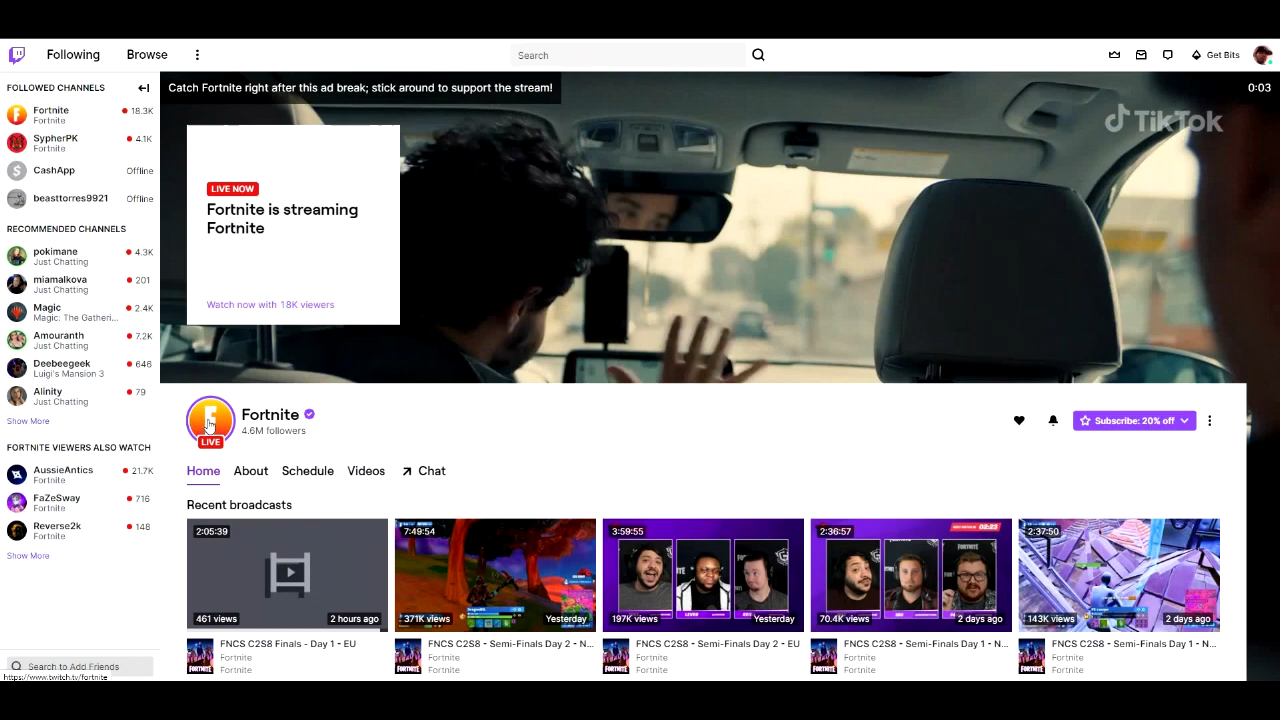 Following
Browse
Search
Get Bits
FOLLOWED CHANNELS
Fortnite
18.3K
Fortnite
SypherPK
4.1K
Fortnite
CashApp
Offline
beasttorres9921
Offline
RECOMMENDED CHANNELS
pokimane
4.3K
Just Chatting
miamalkova
201
Just Chatting
Magic
2.4K
Magic: The Gatheri...
Amouranth
7.2K
Just Chatting
Deebeegeek
646
Luigi's Mansion 3
Alinity
79
Just Chatting
Show More
FORTNITE VIEWERS ALSO WATCH
AussieAntics
21.7K
Fortnite
FaZeSway
716
Fortnite
Reverse2k
148
Fortnite
Show More
Search to Add Friends
https://www.twitch.tv/fortnite
Catch Fortnite right after this ad break; stick around to support the stream!
0:03
TikTok
LIVE NOW
Fortnite is streaming
Fortnite
Watch now with 18K viewers
LIVE
Fortnite
4.6M followers
Subscribe: 20% off
Home
About
Schedule
Videos
Chat
Recent broadcasts
2:05:39
461 views
2 hours ago
FNCS C2S8 Finals - Day 1 - EU
Fortnite
Fortnite
7:49:54
371K views
Yesterday
FNCS C2S8 - Semi-Finals Day 2 - N...
Fortnite
Fortnite
3:59:55
197K views
Yesterday
FNCS C2S8 - Semi-Finals Day 2 - EU
Fortnite
Fortnite
2:36:57
FORTNITE
70.4K views
2 days ago
FNCS C2S8 - Semi-Finals Day 1 - N...
Fortnite
Fortnite
2:37:50
143K views
2 days ago
FNCS C2S8 - Semi-Finals Day 1 - N...
Fortnite
Fortnite